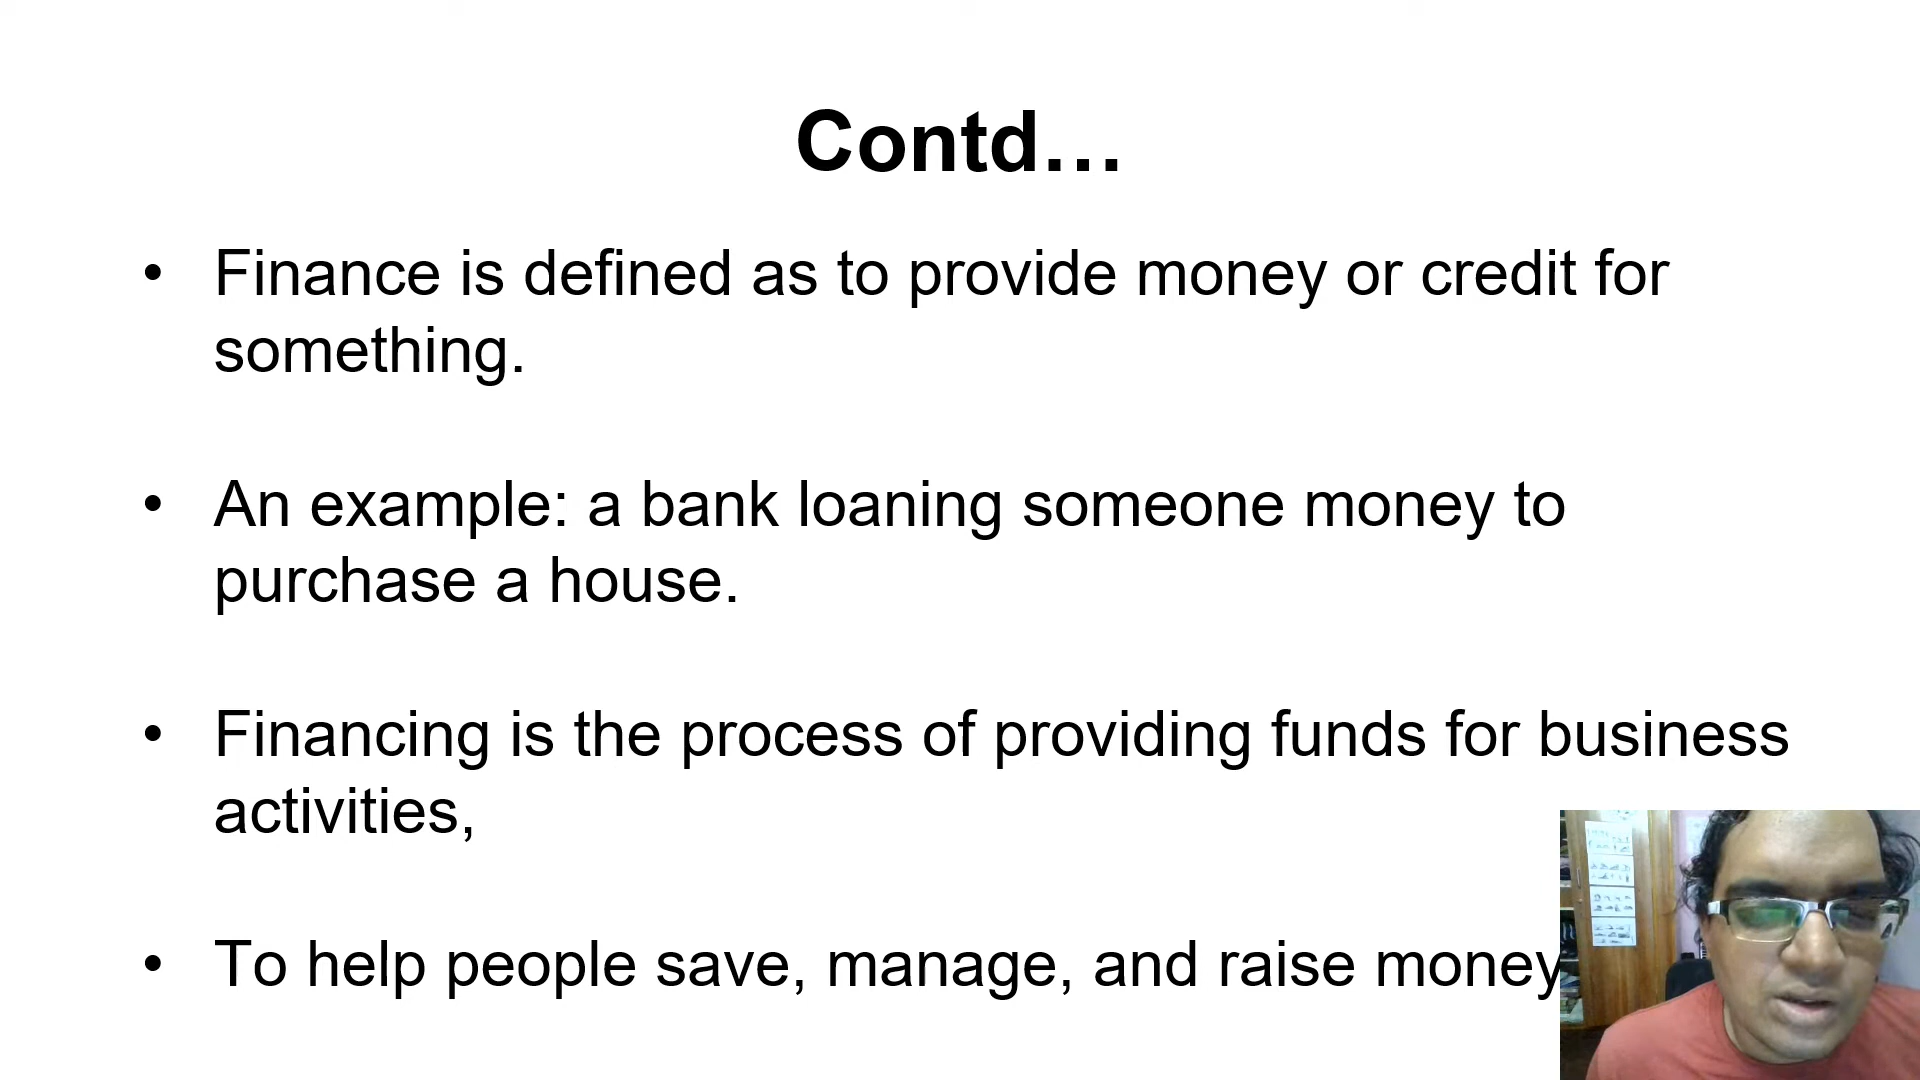 Contd…
• Finance is defined as to provide money or credit for
something.
• An example: a bank loaning someone money to
purchase a house.
• Financing is the process of providing funds for business
activities,
• To help people save, manage, and raise money